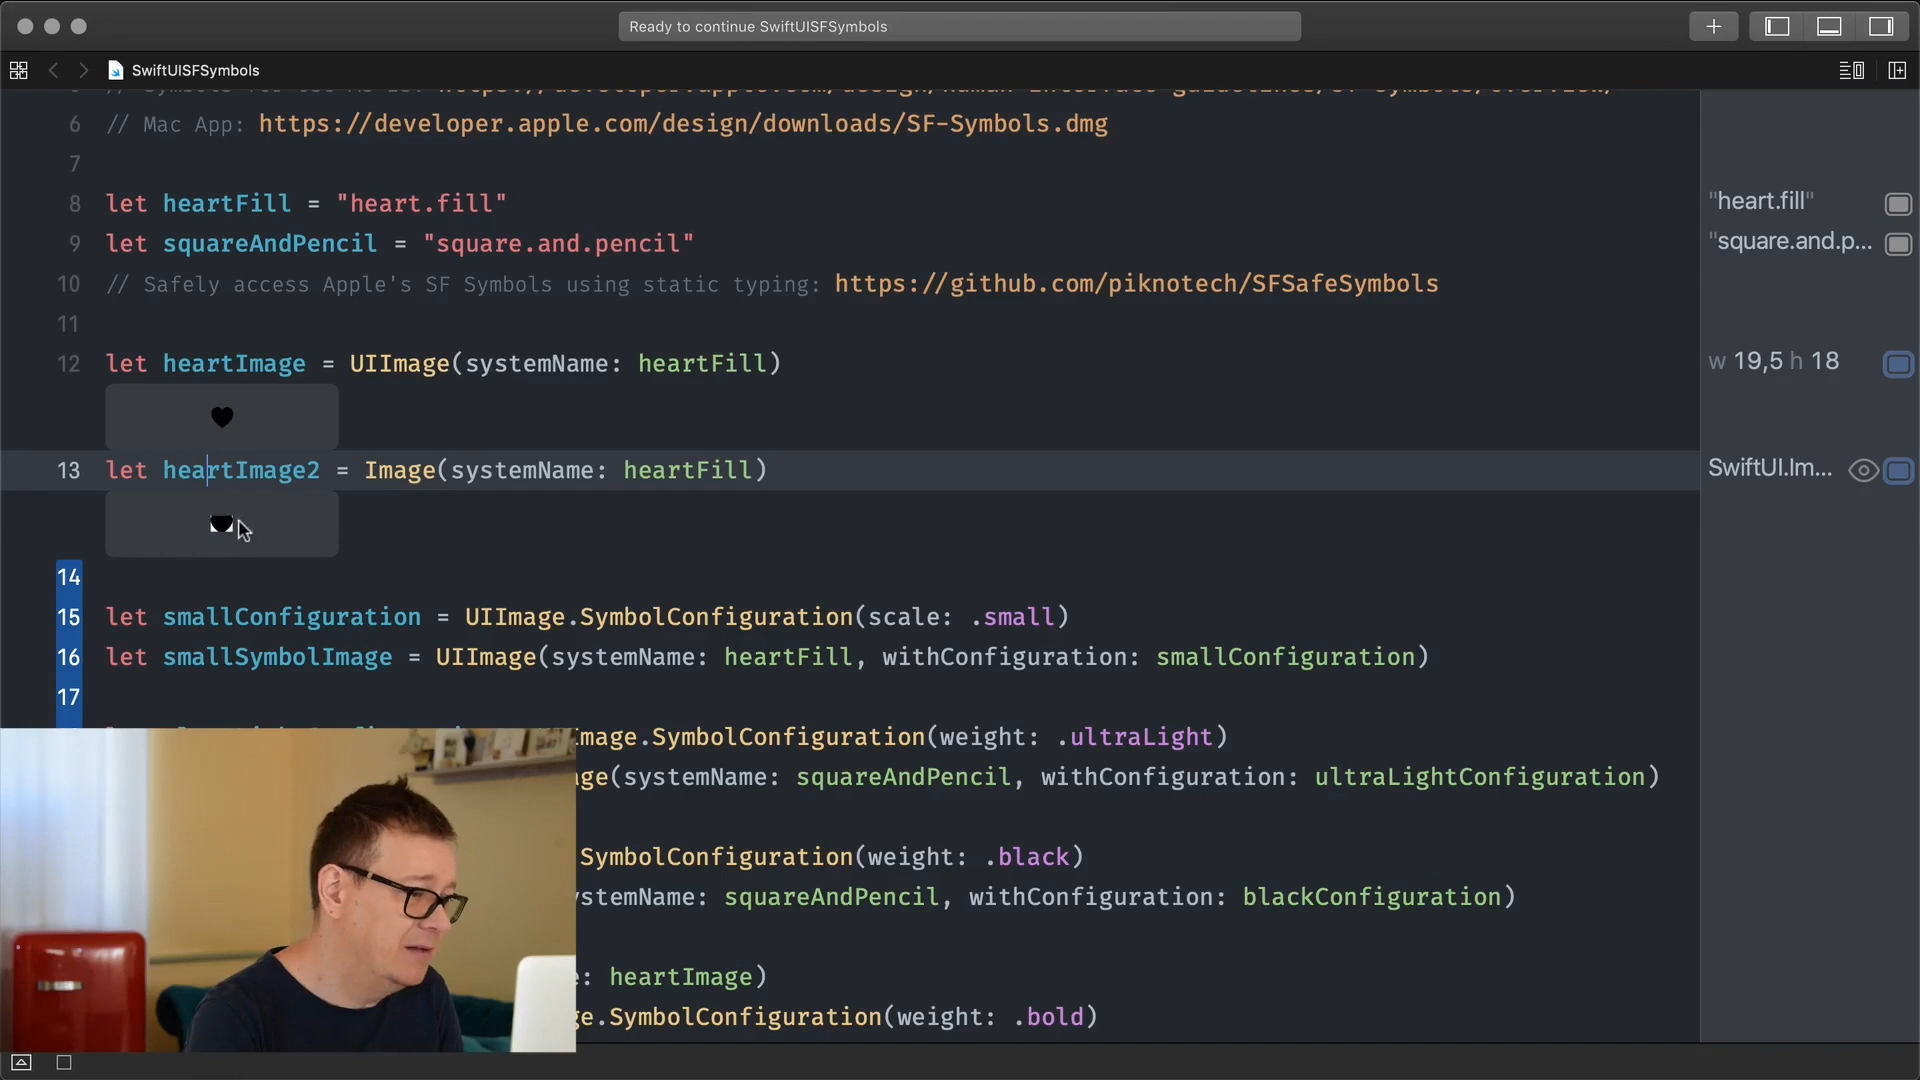 Ready to continue SwiftUISFSymbols
SwiftUISFSymbols
6 // Mac App: https://developer.apple.com/design/downloads/SF-Symbols.dmg
7
8 let heartFill = "heart.fill"
"heart.fill"
9 let squareAndPencil = "square.and.pencil"
"square.and.p...
10 // Safely access Apple's SF Symbols using static typing: https://github.com/piknotech/SFSafeSymbols
11
12 let heartImage = UIImage(systemName: heartFill)
w 19,5 h 18
13 let heartImage2 = Image(systemName: heartFill)
SwiftUI.Im...
14
15 let smallConfiguration = UIImage.SymbolConfiguration(scale: .small)
16 let smallSymbolImage = UIImage(systemName: heartFill, withConfiguration: smallConfiguration)
17
mage.SymbolConfiguration(weight: .ultraLight)
ge(systemName: squareAndPencil, withConfiguration: ultraLightConfiguration)
SymbolConfiguration(weight: .black)
stemName: squareAndPencil, withConfiguration: blackConfiguration)
: heartImage)
e.SymbolConfiguration(weight: .bold)